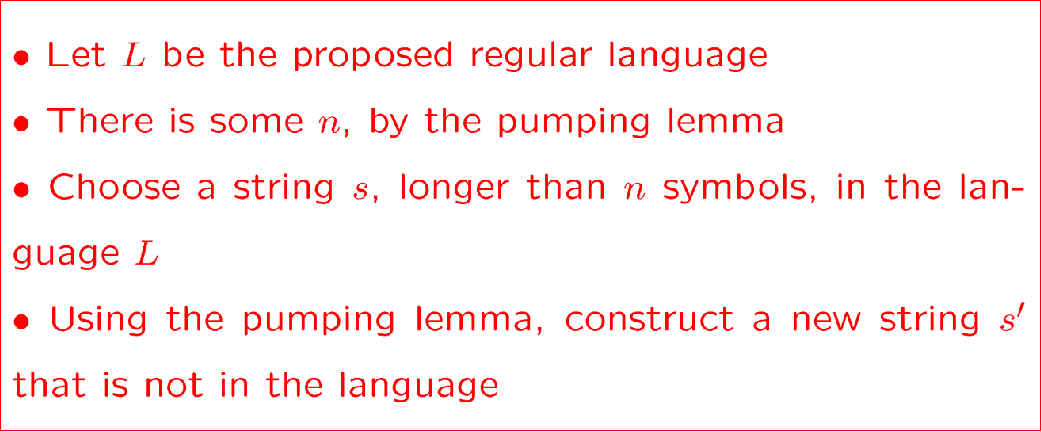 • Let L be the proposed regular language
• There is some n, by the pumping lemma
• Choose a string s, longer than n symbols, in the lan-
guage L
• Using the pumping lemma, construct a new string s′
that is not in the language